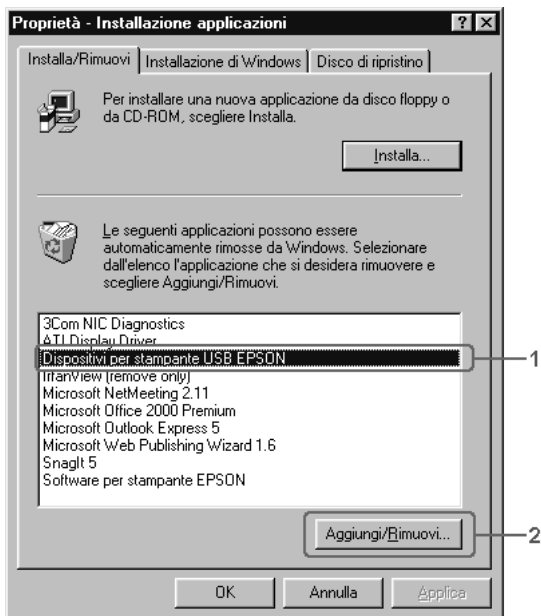 Proprietà - Installazione applicazioni
Installa/Rimuovi
Installazione di Windows
Disco di ripristino
Per installare una nuova applicazione da disco floppy o
da CD-ROM, scegliere Installa.
Installa...
Le seguenti applicazioni possono essere
automaticamente rimosse da Windows. Selezionare
dall'elenco l'applicazione che si desidera rimuovere e
scegliere Aggiungi/Rimuovi.
3Com NIC Diagnostics
ATI Display Driver
Dispositivi per stampante USB EPSON
1
IrfanView (remove only)
Microsoft NetMeeting 2.11
Microsoft Office 2000 Premium
Microsoft Outlook Express 5
Microsoft Web Publishing Wizard 1.6
SnagIt 5
Software per stampante EPSON
Aggiungi/Rimuovi...
2
OK
Annulla
Applica